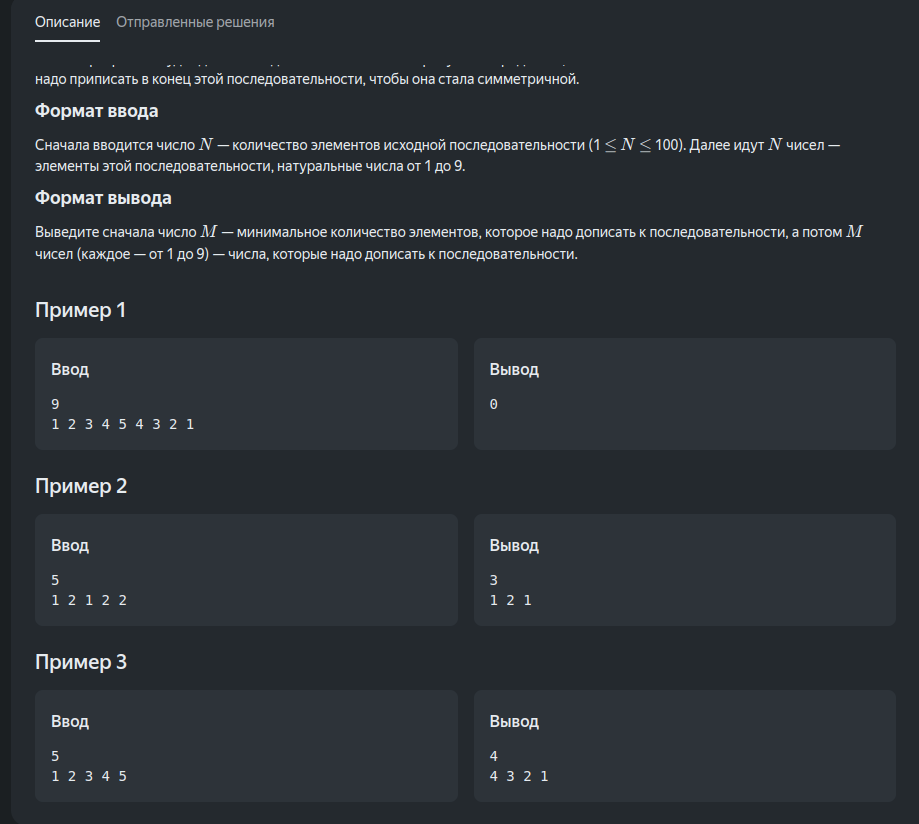 Описание Отправленные решения
надо приписать в конец этой последовательности, чтобы она стала симметричной.
Формат ввода
Сначала вводится число N — количество элементов исходной последовательности (1 ≤ N ≤ 100). Далее идут N чисел —
элементы этой последовательности, натуральные числа от 1 до 9.
Формат вывода
Выведите сначала число M — минимальное количество элементов, которое надо дописать к последовательности, а потом M
чисел (каждое — от 1 до 9) — числа, которые надо дописать к последовательности.
Пример 1
Ввод
9
1 2 3 4 5 4 3 2 1
Вывод
0
Пример 2
Ввод
5
1 2 1 2 2
Вывод
3
1 2 1
Пример 3
Ввод
5
1 2 3 4 5
Вывод
4
4 3 2 1